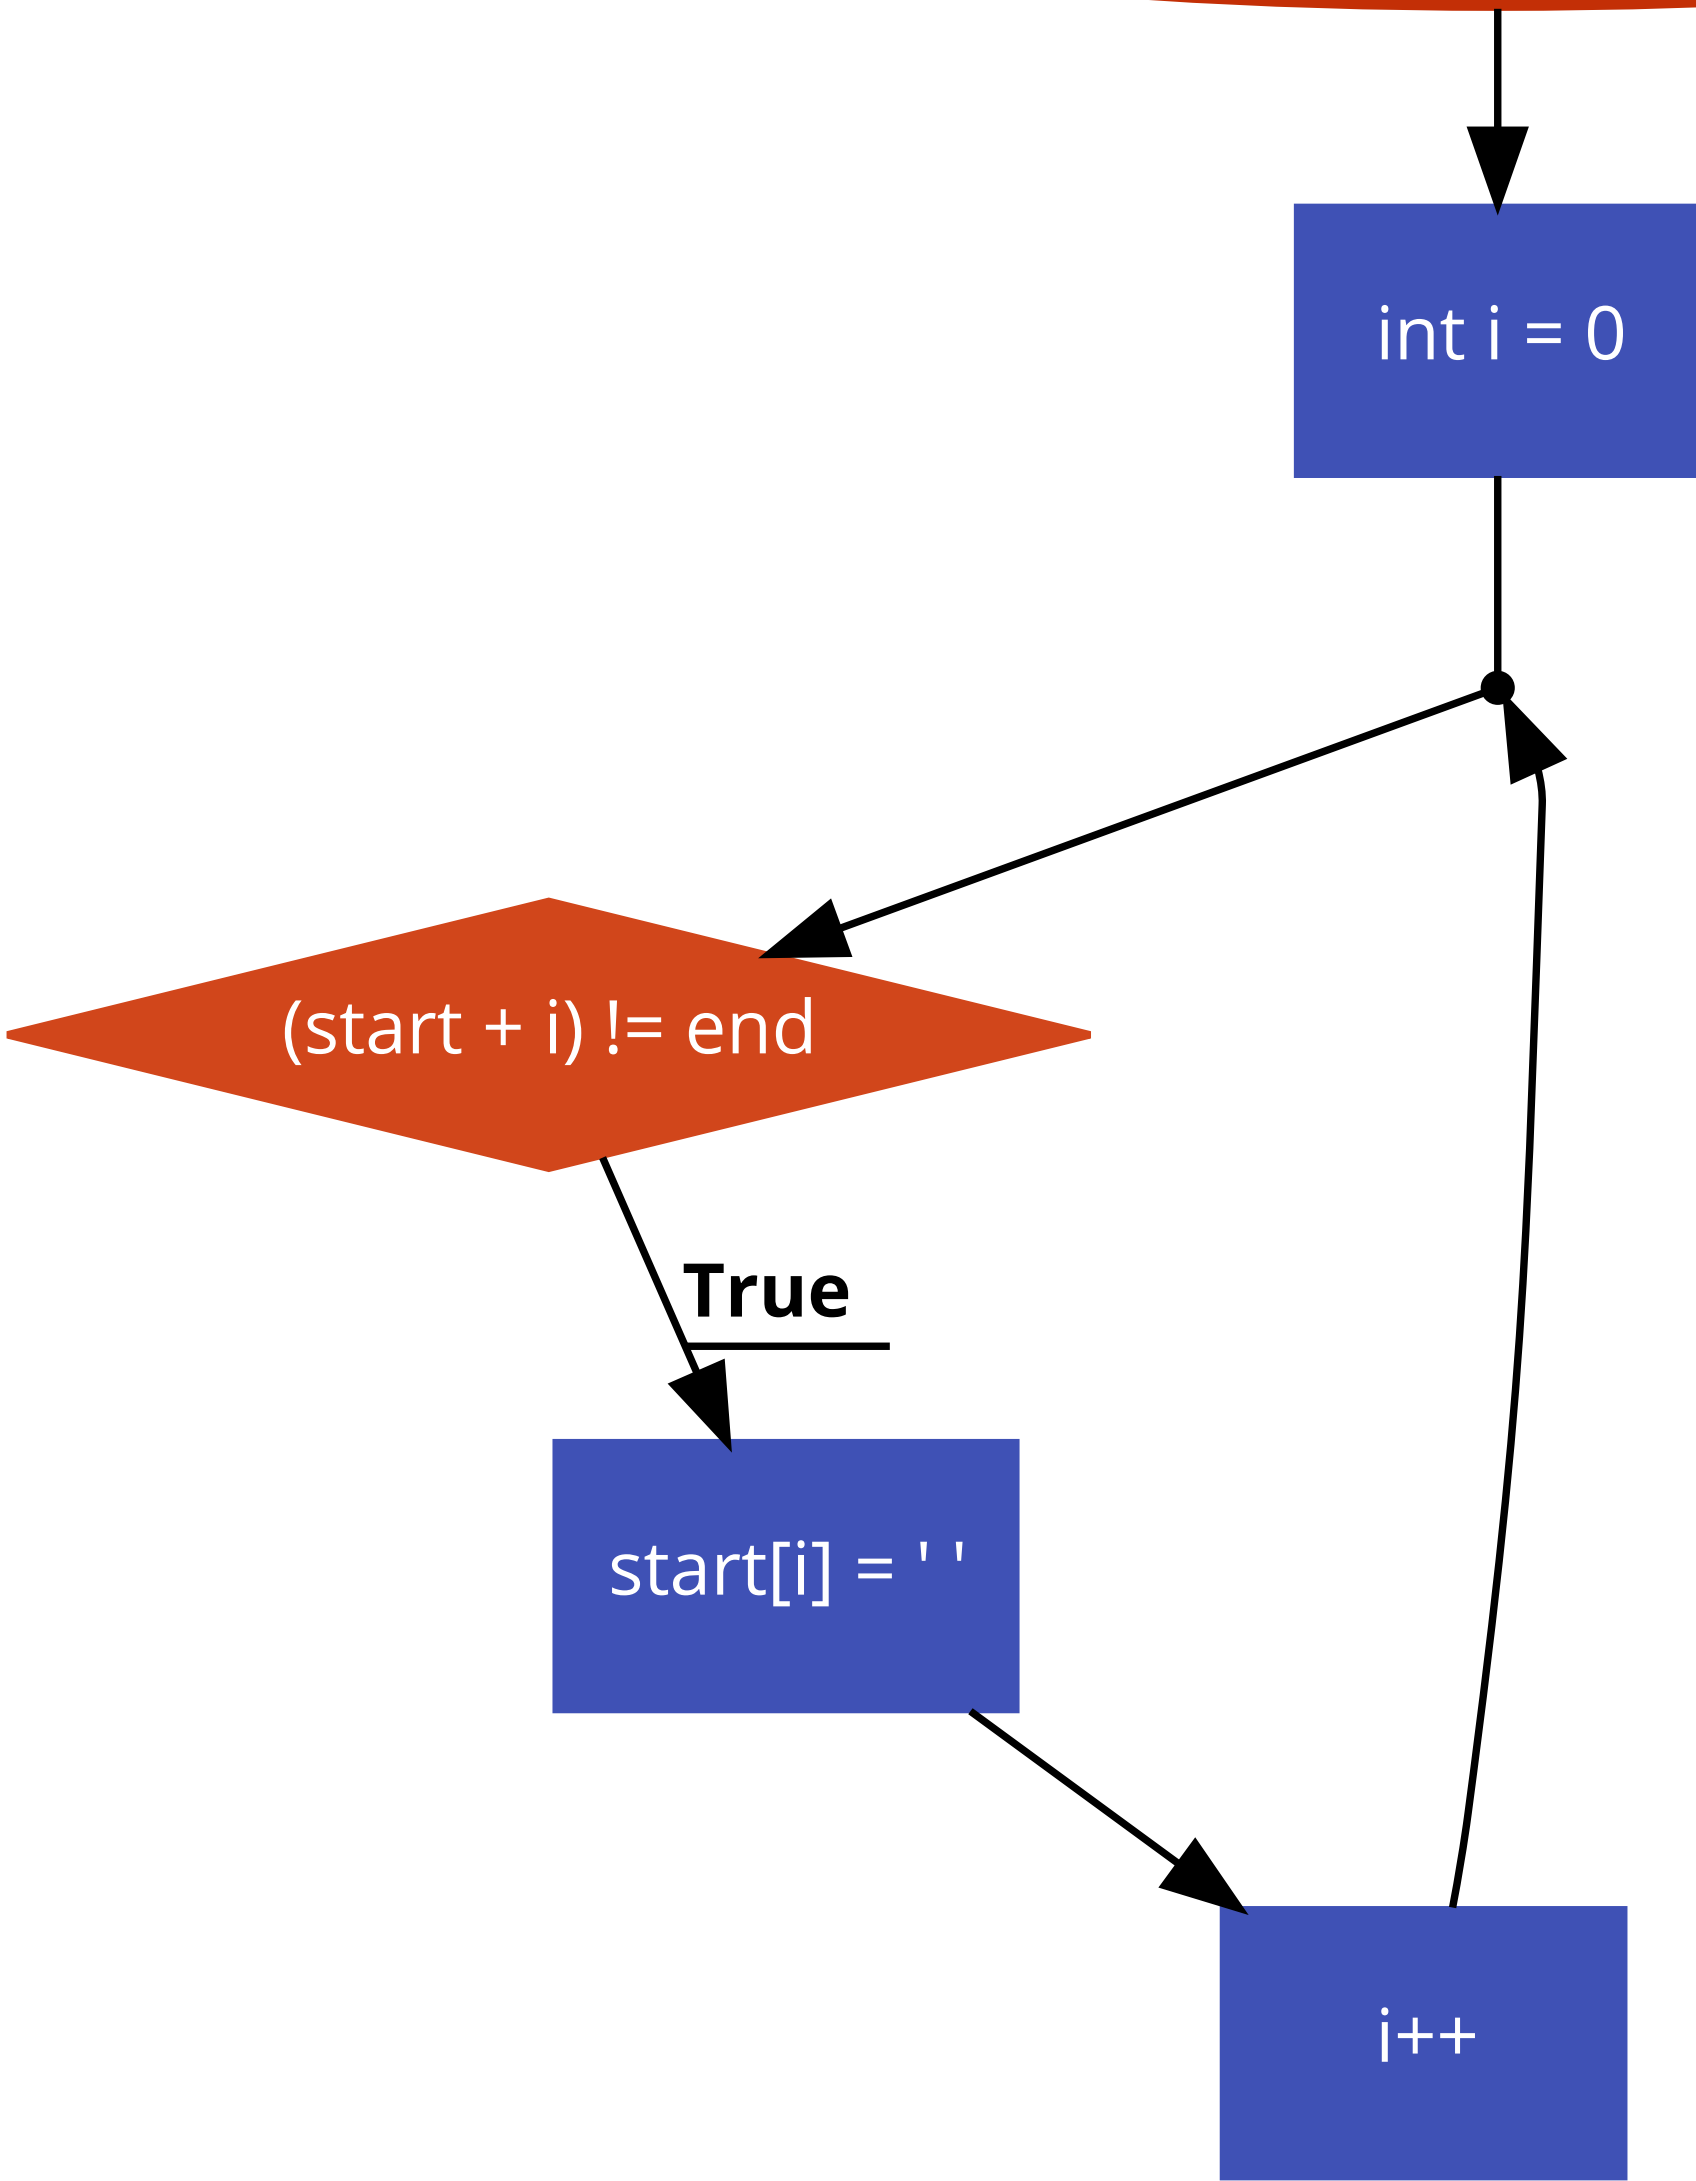 int i = 0
(start + i) != end
True
start[i] = ' '
i++